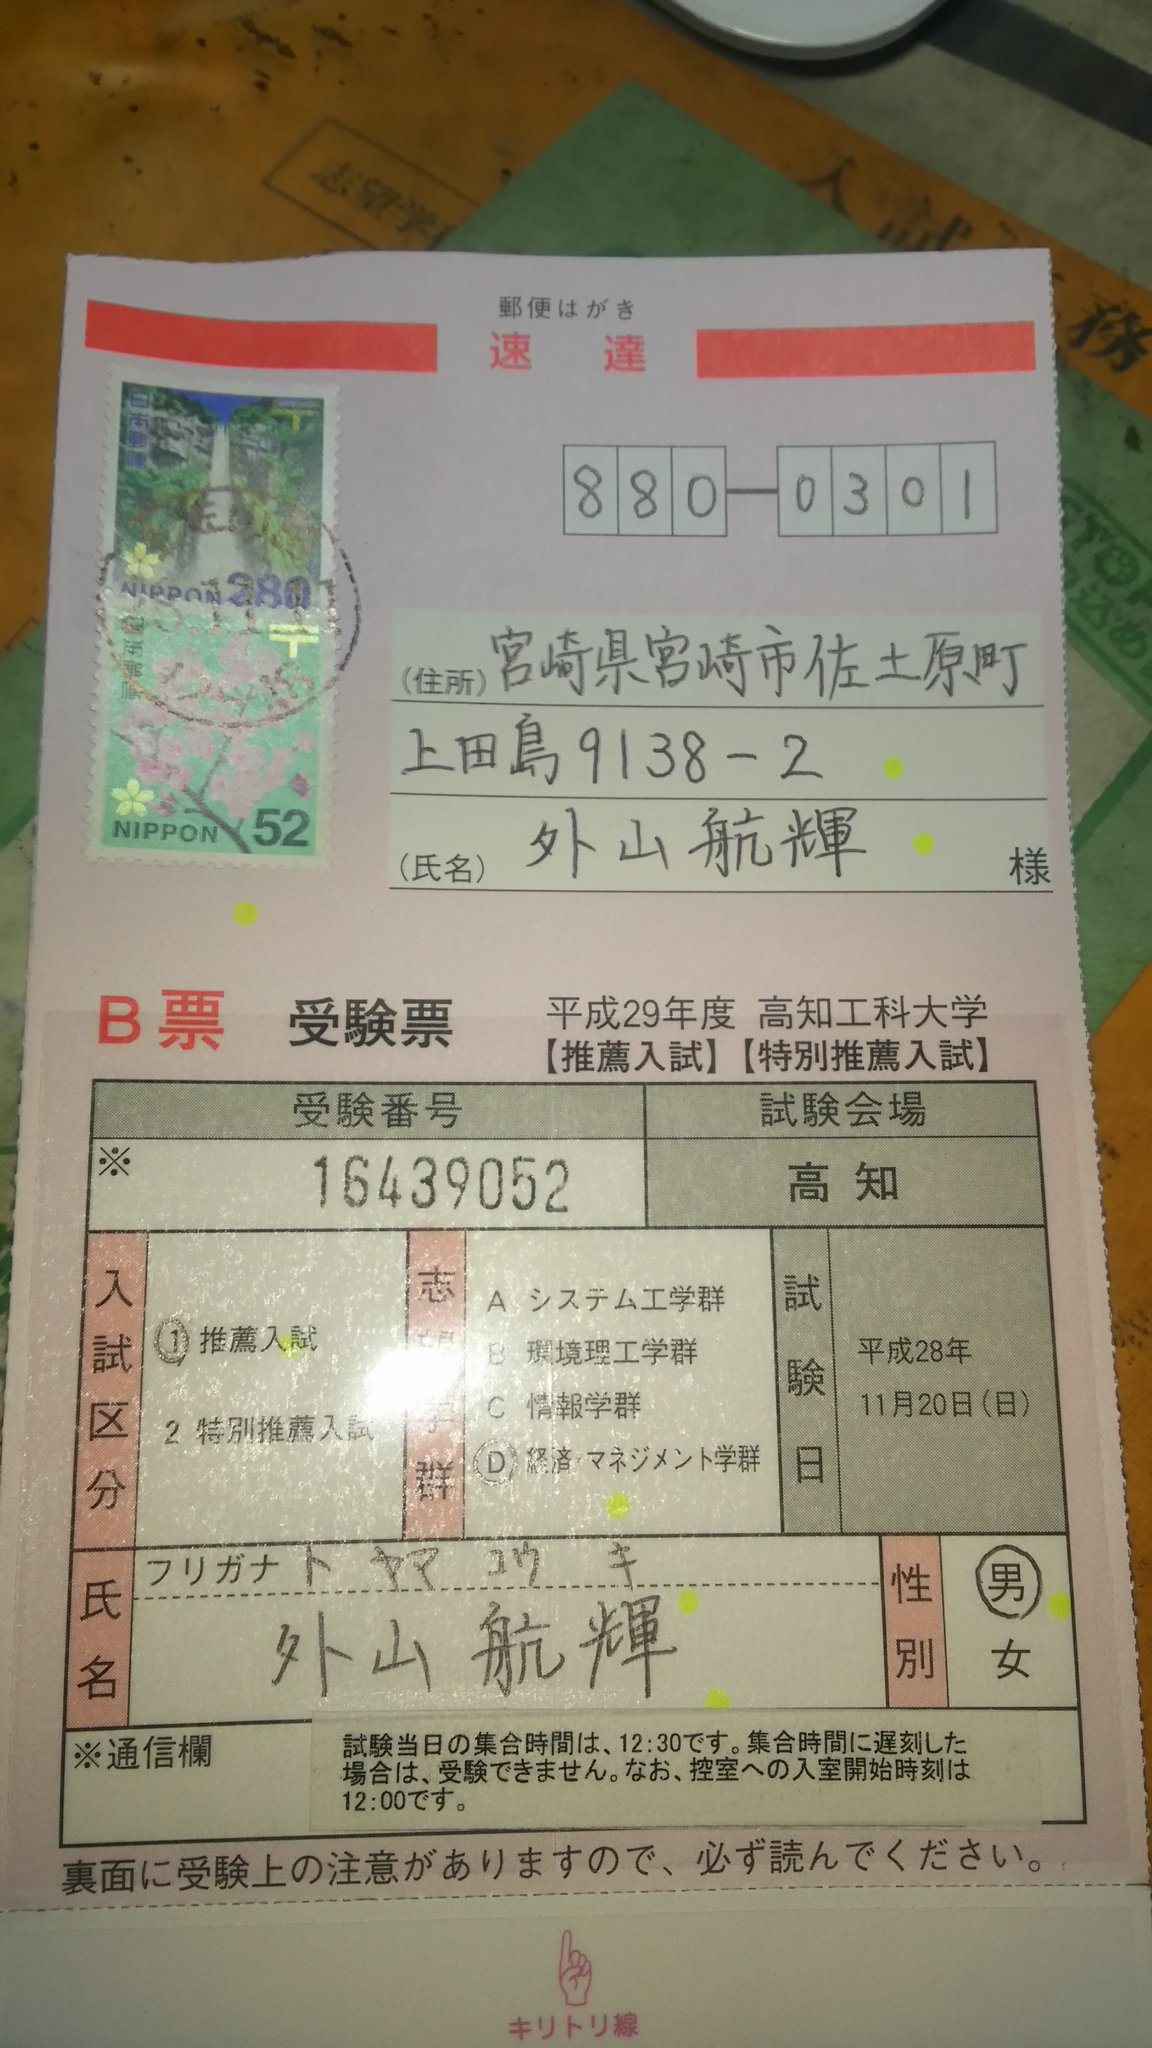 志望学
入試
務
郵便はがき
速達
日本郵便
NIPPON 280
日本郵便
NIPPON 52
880-0301
(住所) 宮崎県宮崎市佐土原町
上田島9138-2
(氏名) 外山航輝 様
B票 受験票 平成29年度 高知工科大学
【推薦入試】【特別推薦入試】
受験番号 試験会場
※ 16439052 高知
入試区分
1 推薦入試
2 特別推薦入試
志望学群
A システム工学群
B 環境理工学群
C 情報学群
D 経済・マネジメント学群
試験日
平成28年
11月20日(日)
氏名
フリガナ トヤマ コウキ
外山 航輝
性別
男
女
※通信欄
試験当日の集合時間は、12:30です。集合時間に遅刻した
場合は、受験できません。なお、控室への入室開始時刻は
12:00です。
裏面に受験上の注意がありますので、必ず読んでください。
キリトリ線